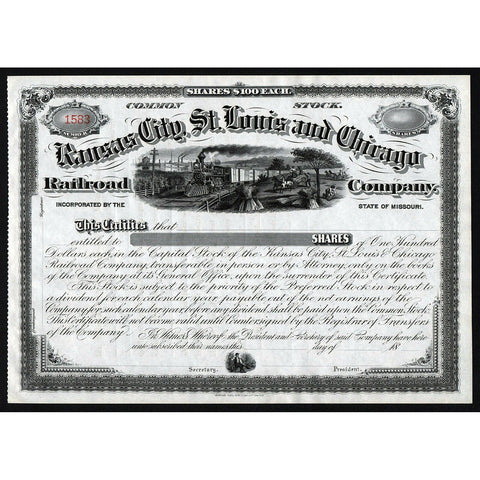 SHARES $100 EACH.
COMMON STOCK.
1583
NUMBER
SHARES
Kansas City, St. Louis and Chicago
Railroad Company,
INCORPORATED BY THE STATE OF MISSOURI.
This Certifies that
entitled to SHARES of One Hundred
Dollars each in the Capital Stock of the Kansas City, St. Louis & Chicago
Railroad Company, transferable in person or by Attorney, only on the books
of the Company at its General Office, upon the surrender of this Certificate.
This Stock is subject to the priority of the Preferred Stock in respect to
a dividend for each calendar year payable out of the net earnings of the
Company for such calendar year, before any dividend shall be paid upon the Common Stock.
This Certificate will not become valid until Countersigned by the Registrar of Transfers
of the Company.
In Witness Whereof, the President and Secretary of said Company have here
unto subscribed their names this day of 18
Secretary. President.